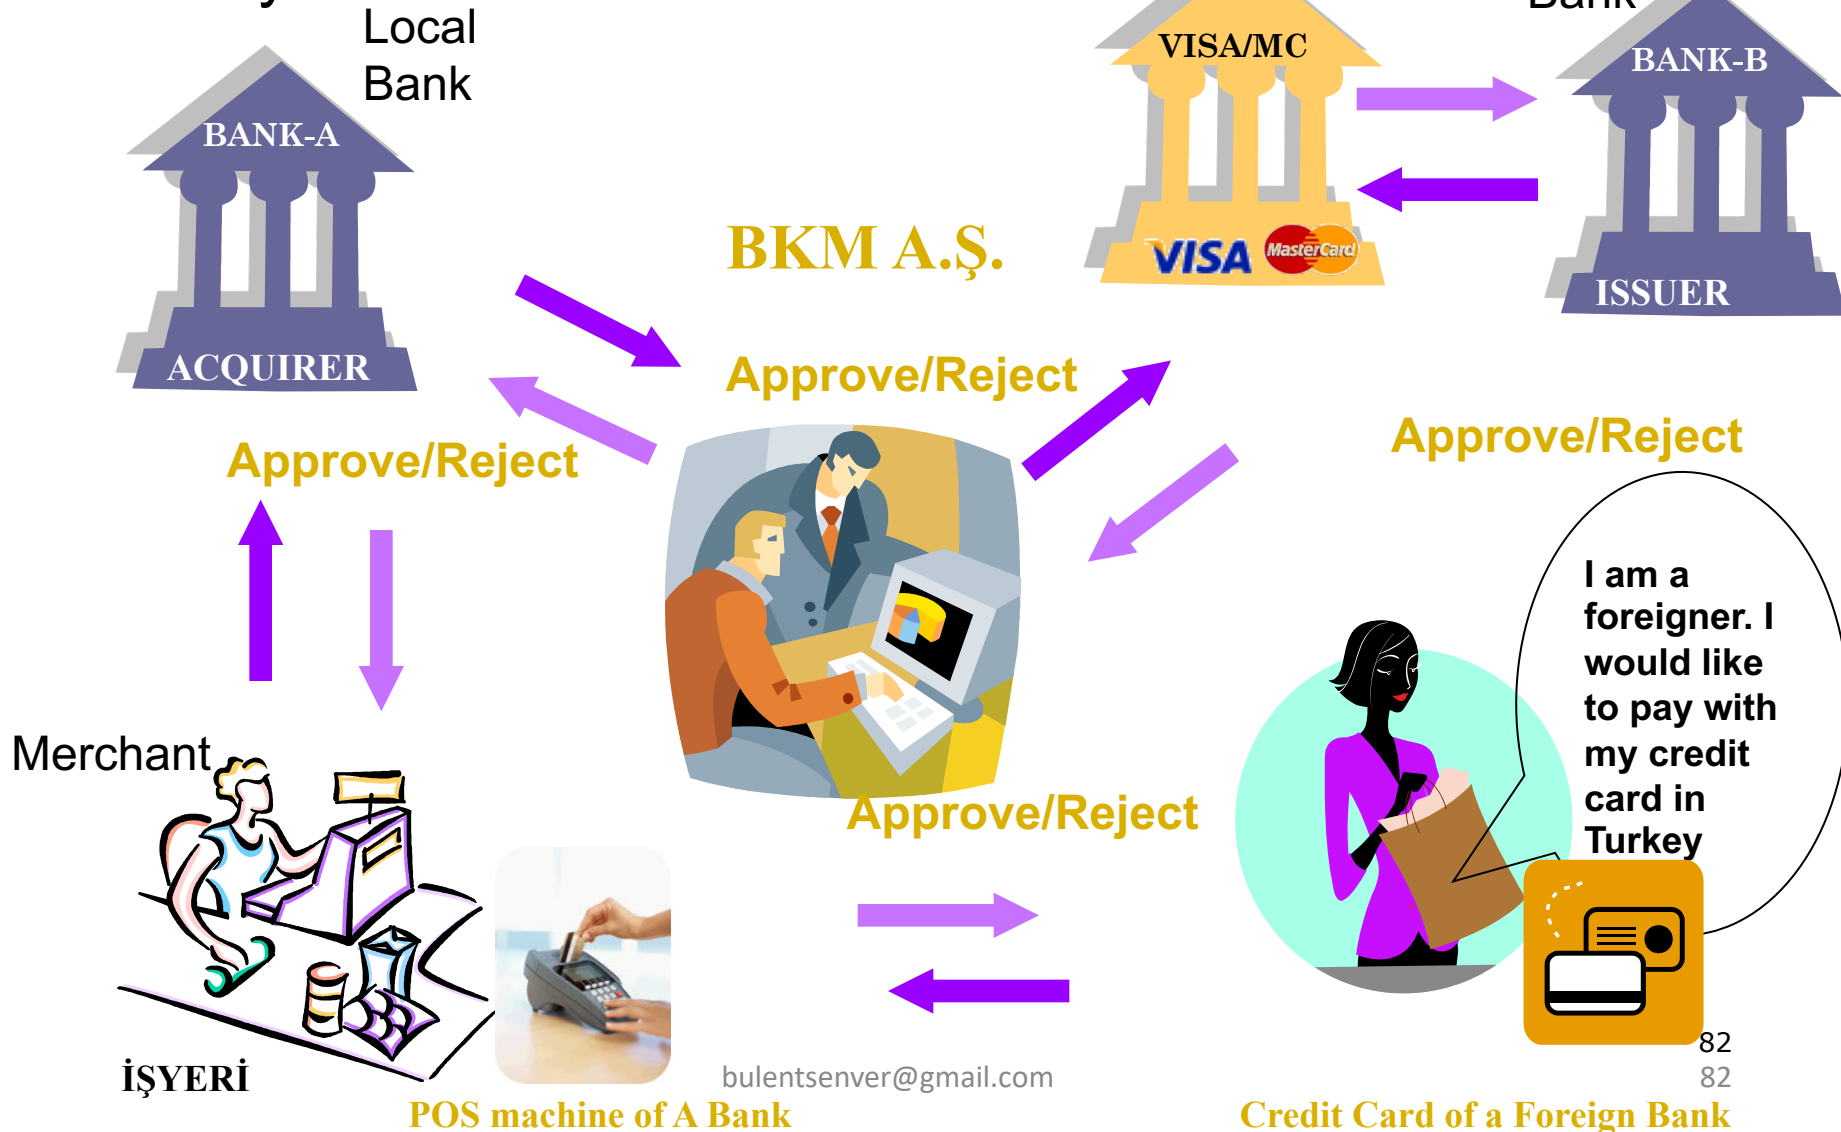 Local
Bank
Bank
VISA/MC
BANK-B
BANK-A
BKM A.Ş.
VISA
MasterCard
ISSUER
ACQUIRER
Approve/Reject
Approve/Reject
Approve/Reject
I am a
foreigner. I
would like
to pay with
my credit
card in
Turkey
Merchant
Approve/Reject
İŞYERİ
bulentsenver@gmail.com
82
82
POS machine of A Bank
Credit Card of a Foreign Bank